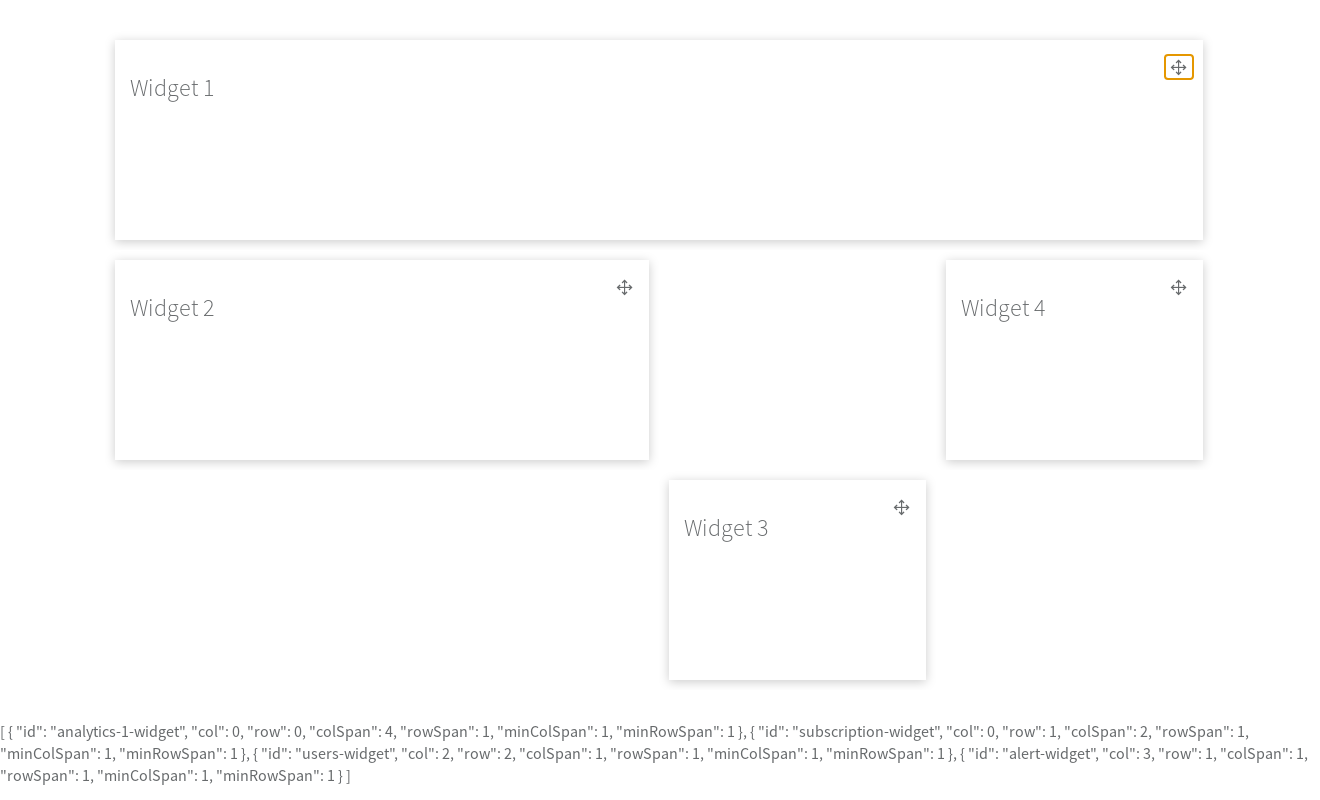 Widget 1
Widget 2
Widget 4
Widget 3
[ { "id": "analytics-1-widget", "col": 0, "row": 0, "colSpan": 4, "rowSpan": 1, "minColSpan": 1, "minRowSpan": 1 }, { "id": "subscription-widget", "col": 0, "row": 1, "colSpan": 2, "rowSpan": 1,
"minColSpan": 1, "minRowSpan": 1 }, { "id": "users-widget", "col": 2, "row": 2, "colSpan": 1, "rowSpan": 1, "minColSpan": 1, "minRowSpan": 1 }, { "id": "alert-widget", "col": 3, "row": 1, "colSpan": 1,
"rowSpan": 1, "minColSpan": 1, "minRowSpan": 1 } ]